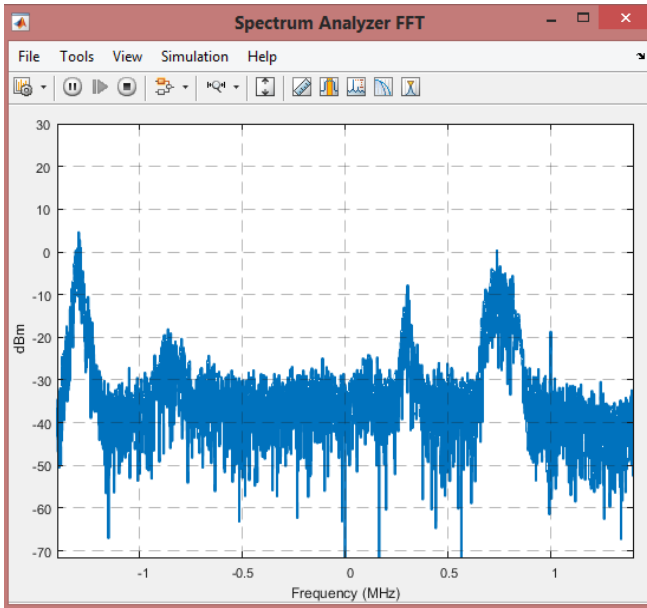 Spectrum Analyzer FFT
File Tools View Simulation Help
30
20
10
0
-10
-20
-30
-40
-50
-60
-70
dBm
-1 -0.5 0 0.5 1
Frequency (MHz)